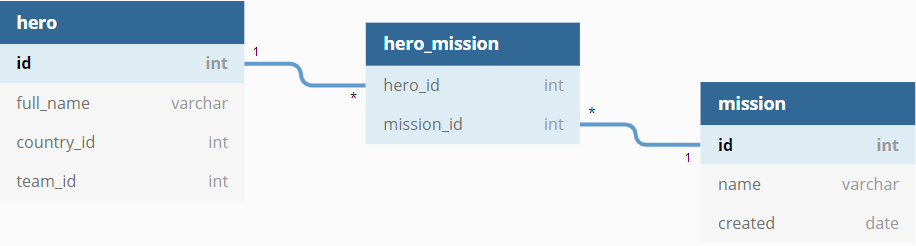 hero
id int
full_name varchar
country_id int
team_id int
1
*
hero_mission
hero_id int
mission_id int
*
1
mission
id int
name varchar
created date